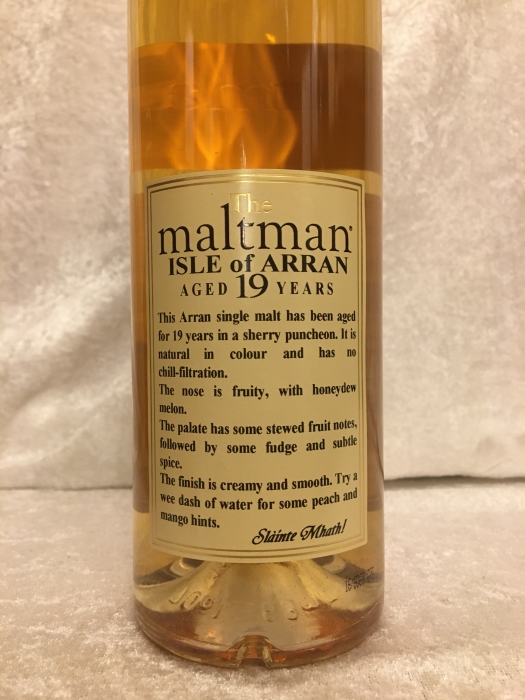 The
maltman
ISLE of ARRAN
AGED 19 YEARS
This Arran single malt has been aged
for 19 years in a sherry puncheon. It is
natural in colour and has no
chill-filtration.
The nose is fruity, with honeydew
melon.
The palate has some stewed fruit notes,
followed by some fudge and subtle
spice.
The finish is creamy and smooth. Try a
wee dash of water for some peach and
mango hints.
Sláinte Mhath!